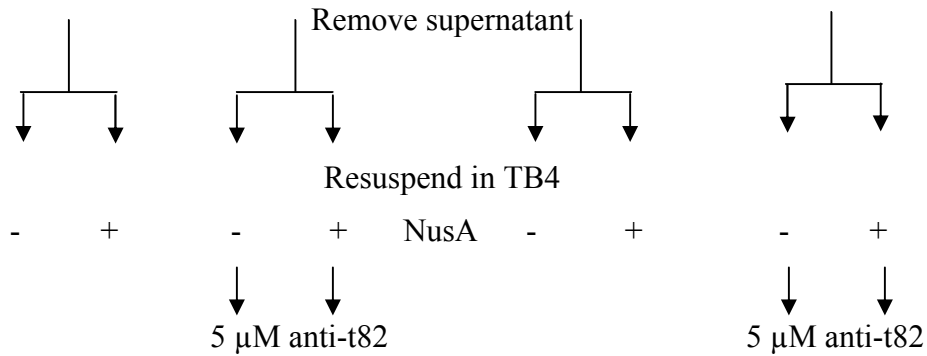 Remove supernatant
Resuspend in TB4
- + - + NusA - + - +
5 µM anti-t82 5 µM anti-t82